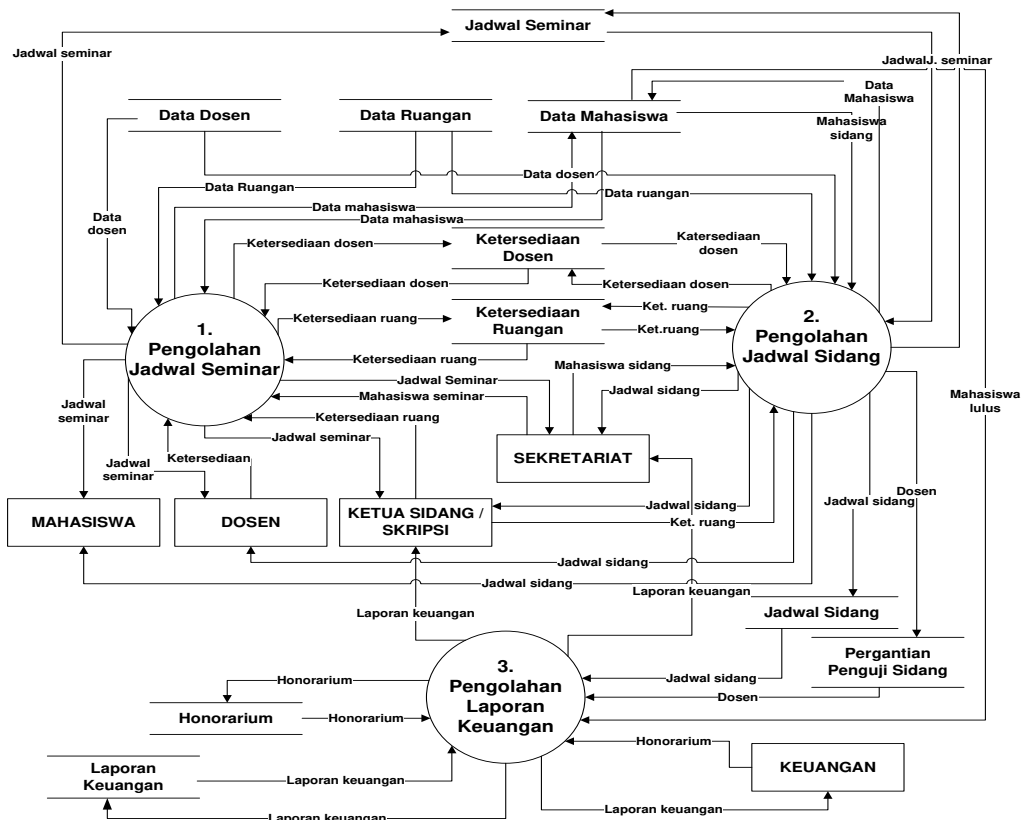 Jadwal Seminar
Jadwal seminar
JadwalJ. seminar
Data
Mahasiswa
Data Dosen
Data Ruangan
Data Mahasiswa
Mahasiswa
sidang
Data dosen
Data Ruangan
Data ruangan
Data mahasiswa
Data mahasiswa
Data
dosen
Ketersediaan dosen
Ketersediaan
Dosen
Katersediaan
dosen
Ketersediaan dosen
Ketersediaan dosen
Ketersediaan ruang
Ketersediaan
Ruangan
Ket. ruang
Ket.ruang
1.
Pengolahan
Jadwal Seminar
2.
Pengolahan
Jadwal Sidang
Ketersediaan ruang
Mahasiswa sidang
Jadwal Seminar
Jadwal sidang
Mahasiswa seminar
Mahasiswa
lulus
Jadwal
seminar
Ketersediaan ruang
Jadwal seminar
Ketersediaan
Jadwal
seminar
SEKRETARIAT
Jadwal sidang
Dosen
MAHASISWA
DOSEN
KETUA SIDANG /
SKRIPSI
Jadwal sidang
Ket. ruang
Jadwal sidang
Jadwal sidang
Laporan keuangan
Laporan keuangan
Jadwal Sidang
Pergantian
Penguji Sidang
3.
Pengolahan
Laporan
Keuangan
Honorarium
Jadwal sidang
Dosen
Honorarium
Honorarium
Honorarium
KEUANGAN
Laporan
Keuangan
Laporan keuangan
Laporan keuangan
Laporan keuangan